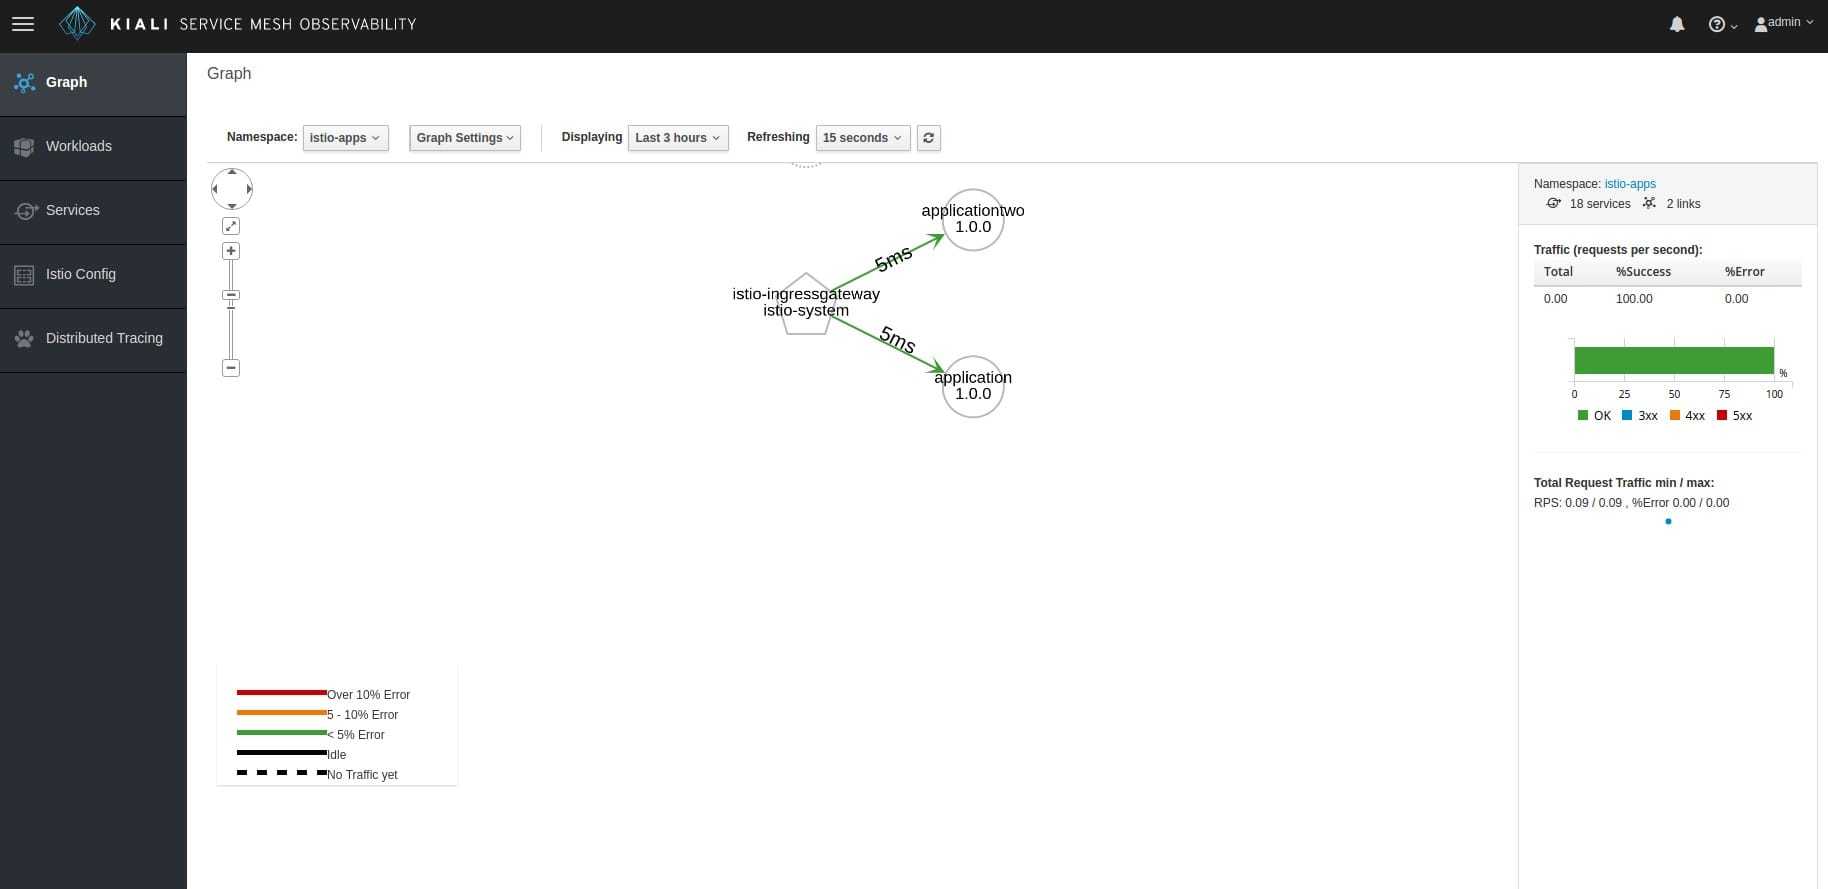 KIALI SERVICE MESH OBSERVABILITY
admin
Graph
Workloads
Services
Istio Config
Distributed Tracing
Graph
Namespace: istio-apps Graph Settings Displaying Last 3 hours Refreshing 15 seconds
applicationtwo
1.0.0
5ms
istio-ingressgateway
istio-system
5ms
application
1.0.0
Over 10% Error
5 - 10% Error
< 5% Error
Idle
No Traffic yet
Namespace: istio-apps
18 services 2 links
Traffic (requests per second):
Total %Success %Error
0.00 100.00 0.00
%
0 25 50 75 100
OK 3xx 4xx 5xx
Total Request Traffic min / max:
RPS: 0.09 / 0.09 , %Error 0.00 / 0.00